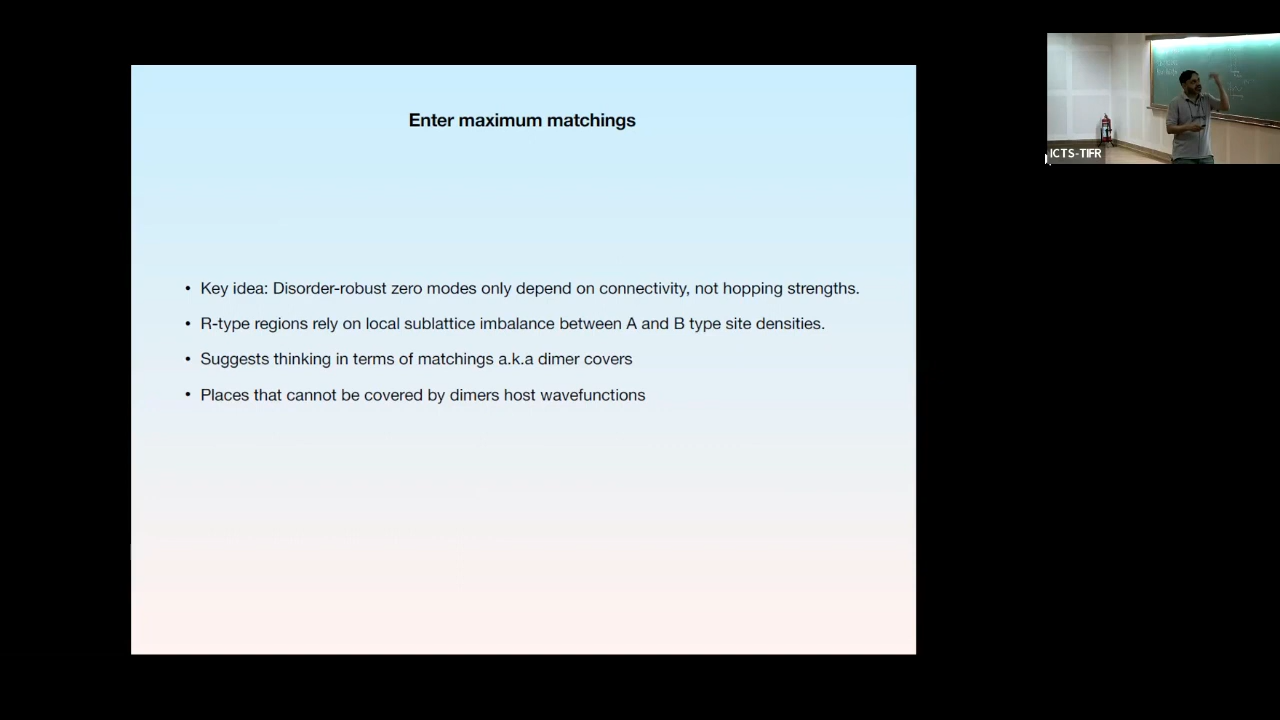 Enter maximum matchings
• Key idea: Disorder-robust zero modes only depend on connectivity, not hopping strengths.
• R-type regions rely on local sublattice imbalance between A and B type site densities.
• Suggests thinking in terms of matchings a.k.a dimer covers
• Places that cannot be covered by dimers host wavefunctions
ICTS-TIFR